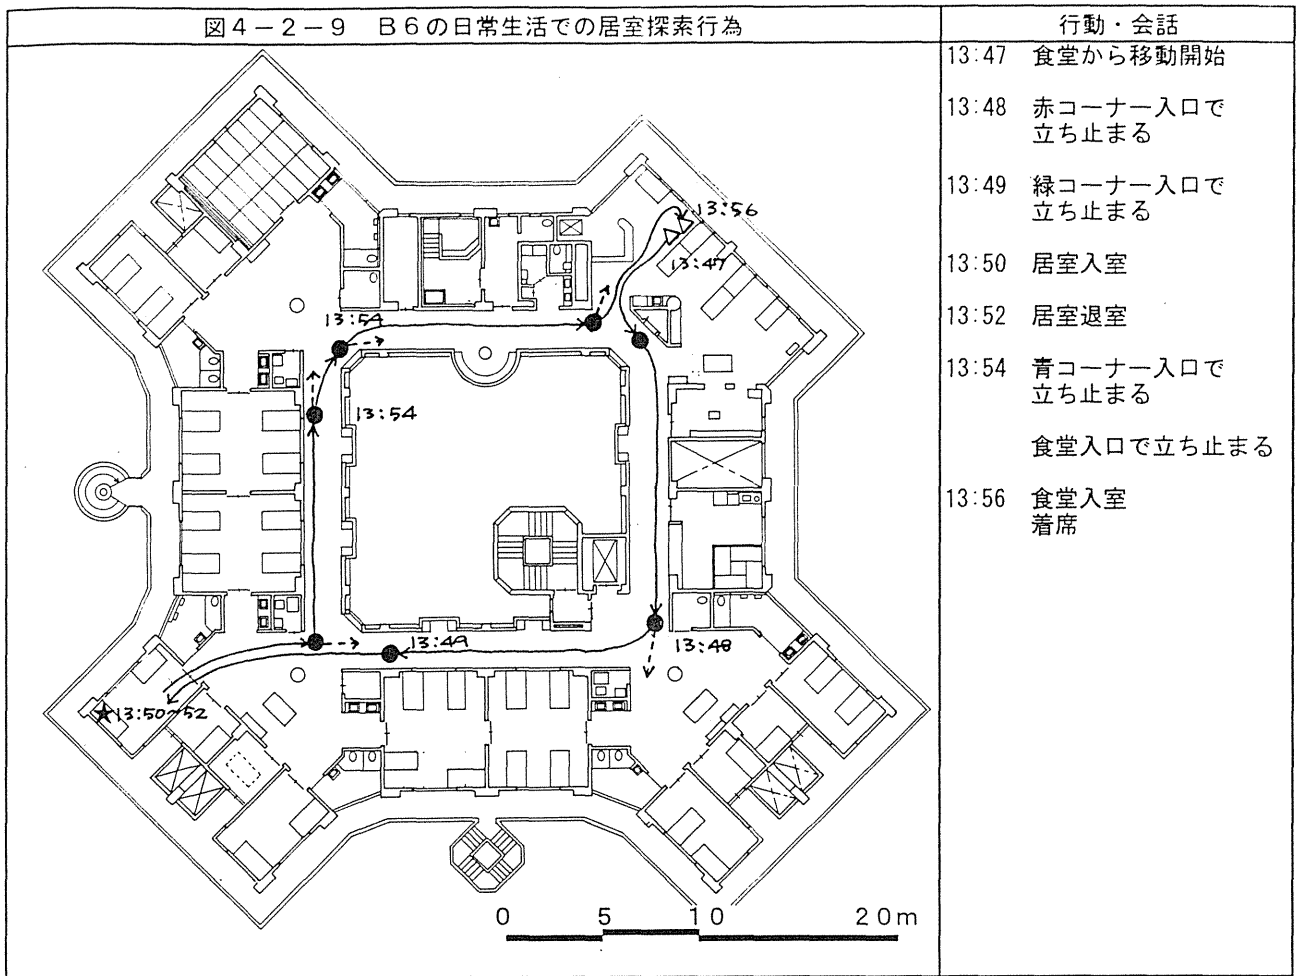 図4－2－9　B6の日常生活での居室探索行為
行動・会話
13:47　食堂から移動開始
13:48　赤コーナー入口で
立ち止まる
13:49　緑コーナー入口で
立ち止まる
13:50　居室入室
13:52　居室退室
13:54　青コーナー入口で
立ち止まる
食堂入口で立ち止まる
13:56　食堂入室
着席
13:56
13:47
13:54
13:54
13:49
13:48
★13:50~52
0　5　10　20m